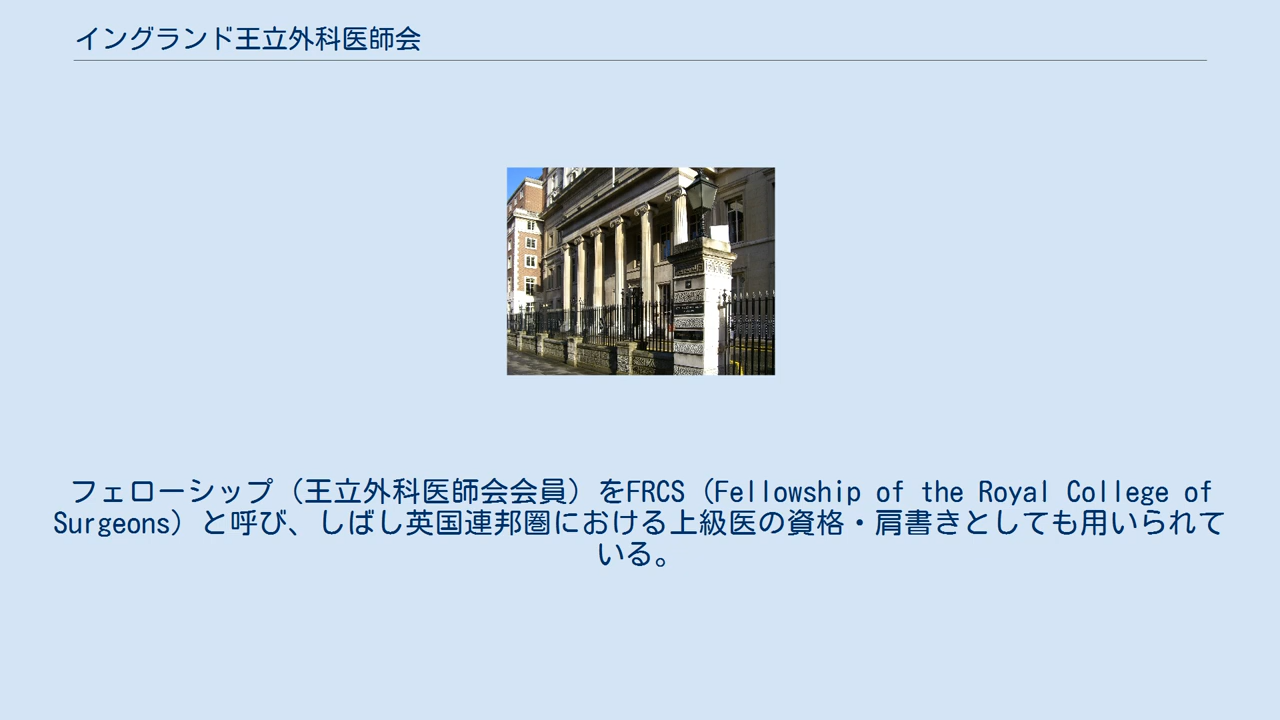 イングランド王立外科医師会
フェローシップ（王立外科医師会会員）をFRCS（Fellowship of the Royal College of
Surgeons）と呼び、しばし英国連邦圏における上級医の資格・肩書きとしても用いられて
いる。